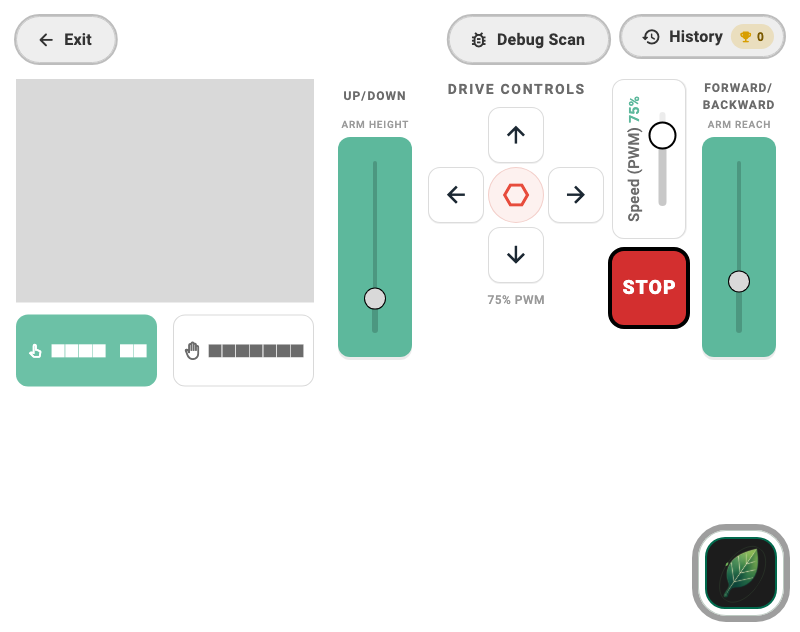 Exit
Debug Scan
History 0
UP/DOWN
ARM HEIGHT
DRIVE CONTROLS
75% PWM
Speed (PWM) 75%
STOP
FORWARD/
BACKWARD
ARM REACH